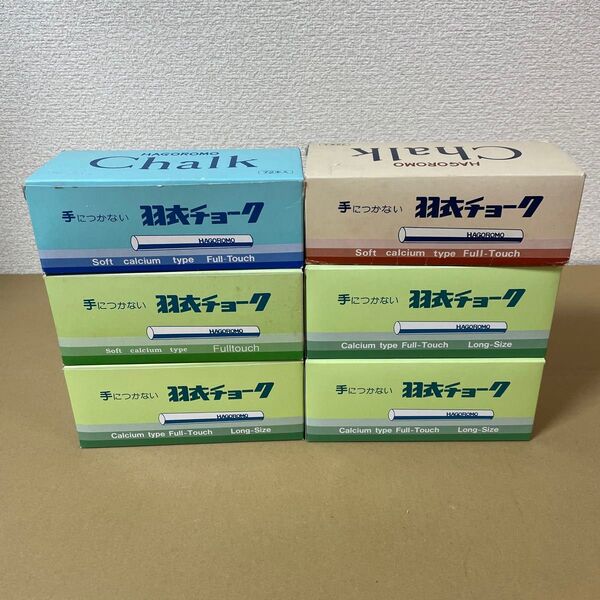 HAGOROMO
Chalk
72本入
手につかない 羽衣チョーク
HAGOROMO
Soft calcium type Full-Touch
HAGOROMO
Chalk
手につかない 羽衣チョーク
HAGOROMO
Soft calcium type Full-Touch
手につかない 羽衣チョーク
HAGOROMO
Soft calcium type Fulltouch
手につかない 羽衣チョーク
HAGOROMO
Calcium type Full-Touch Long-Size
手につかない 羽衣チョーク
HAGOROMO
Calcium type Full-Touch Long-Size
手につかない 羽衣チョーク
HAGOROMO
Calcium type Full-Touch Long-Size